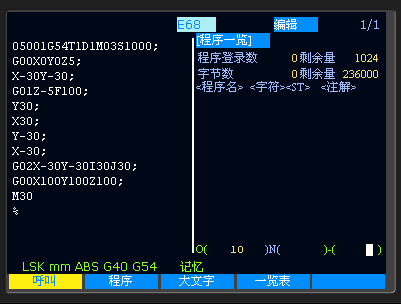 E68 编辑 1/1
O5001G54T1D1M03S1000;
G00X0Y0Z5;
X-30Y-30;
G01Z-5F100;
Y30;
X30;
Y-30;
X-30;
G02X-30Y-30I30J30;
G00X100Y100Z100;
M30
%
[程序一览]
程序登录数 0 剩余量 1024
字节数 0 剩余量 236000
<程序名> <字符><ST> <注解>
O( 10 )N( )-( )
LSK mm ABS G40 G54 记忆
呼叫 程序 大文字 一览表